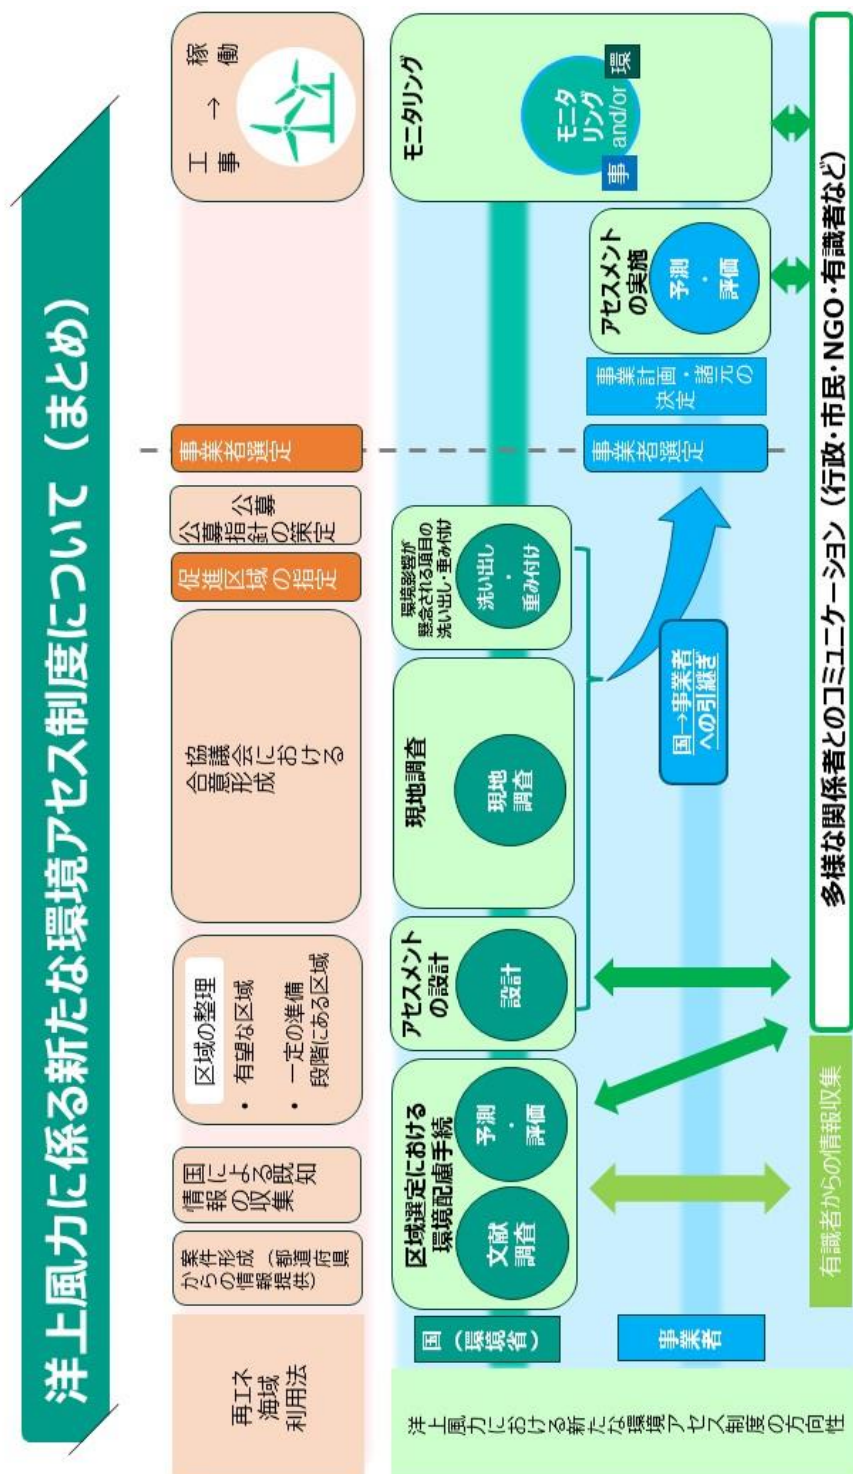 洋上風力に係る新たな環境アセス制度について（まとめ）
再エネ
海域
利用法
案件形成（都道府県
からの情報提供）
国による既知
情報の収集
区域の整理
• 有望な区域
• 一定の準備
段階にある区域
協議会における
合意形成
促進区域の指定
公募
公募指針の策定
事業者選定
工事 → 稼働
洋上風力における新たな環境アセス制度の方向性
国（環境省）
区域選定における
環境配慮手続
文献
調査
予測
・
評価
アセスメント
の設計
設計
現地調査
現地
調査
環境影響が
懸念される項目の
洗い出し・重み付け
洗い出し
・
重み付け
モニタリング
モニタ
リング
事 and/or 環
事業者
国→事業者
への引継ぎ
事業者選定
事業計画・諸元の
決定
アセスメント
の実施
予測
・
評価
有識者からの情報収集
多様な関係者とのコミュニケーション（行政・市民・NGO・有識者など）